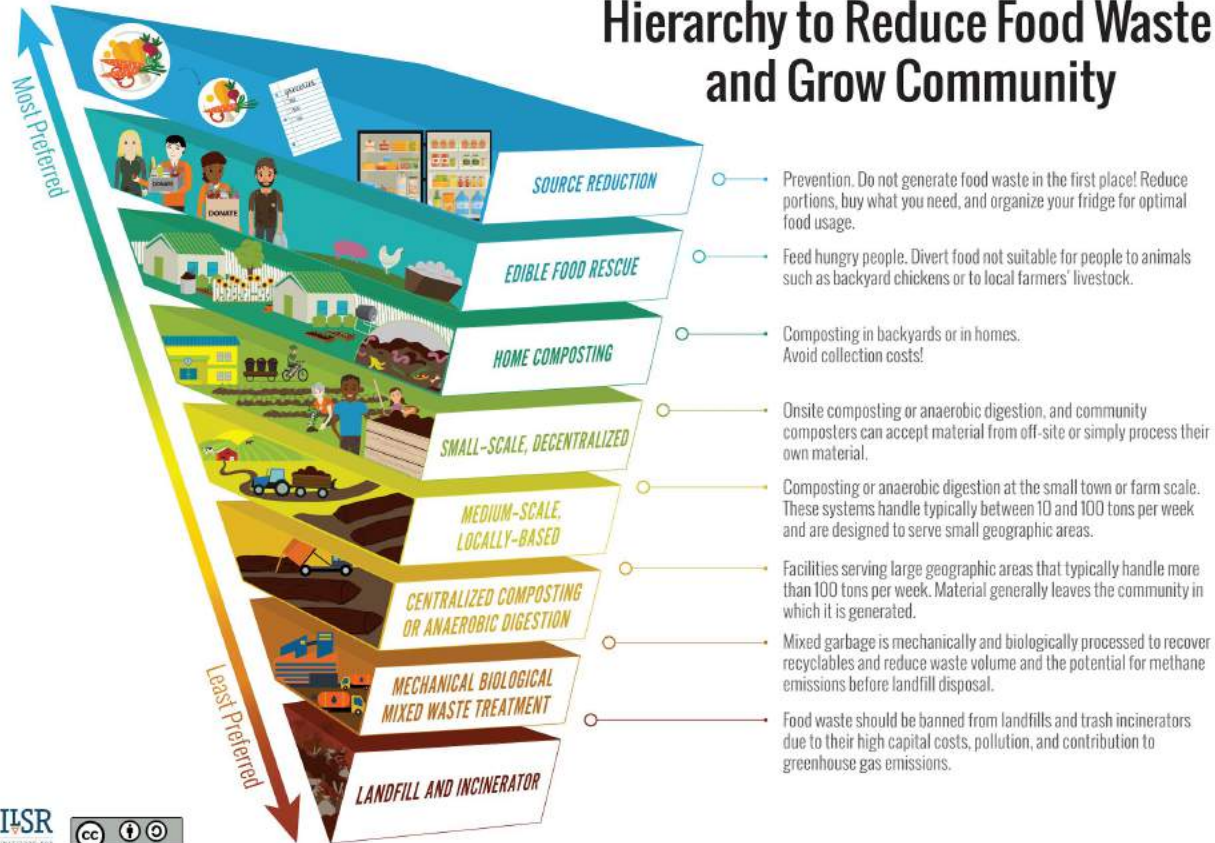 Hierarchy to Reduce Food Waste
and Grow Community
Most Preferred
groceries
DONATE
DONATE
SOURCE REDUCTION
Prevention. Do not generate food waste in the first place! Reduce
portions, buy what you need, and organize your fridge for optimal
food usage.
EDIBLE FOOD RESCUE
Feed hungry people. Divert food not suitable for people to animals
such as backyard chickens or to local farmers' livestock.
HOME COMPOSTING
Composting in backyards or in homes.
Avoid collection costs!
SMALL-SCALE, DECENTRALIZED
Onsite composting or anaerobic digestion, and community
composters can accept material from off-site or simply process their
own material.
MEDIUM-SCALE,
LOCALLY-BASED
Composting or anaerobic digestion at the small town or farm scale.
These systems handle typically between 10 and 100 tons per week
and are designed to serve small geographic areas.
CENTRALIZED COMPOSTING
OR ANAEROBIC DIGESTION
Facilities serving large geographic areas that typically handle more
than 100 tons per week. Material generally leaves the community in
which it is generated.
MECHANICAL BIOLOGICAL
MIXED WASTE TREATMENT
Mixed garbage is mechanically and biologically processed to recover
recyclables and reduce waste volume and the potential for methane
emissions before landfill disposal.
LANDFILL AND INCINERATOR
Food waste should be banned from landfills and trash incinerators
due to their high capital costs, pollution, and contribution to
greenhouse gas emissions.
Least Preferred
ILSR
cc